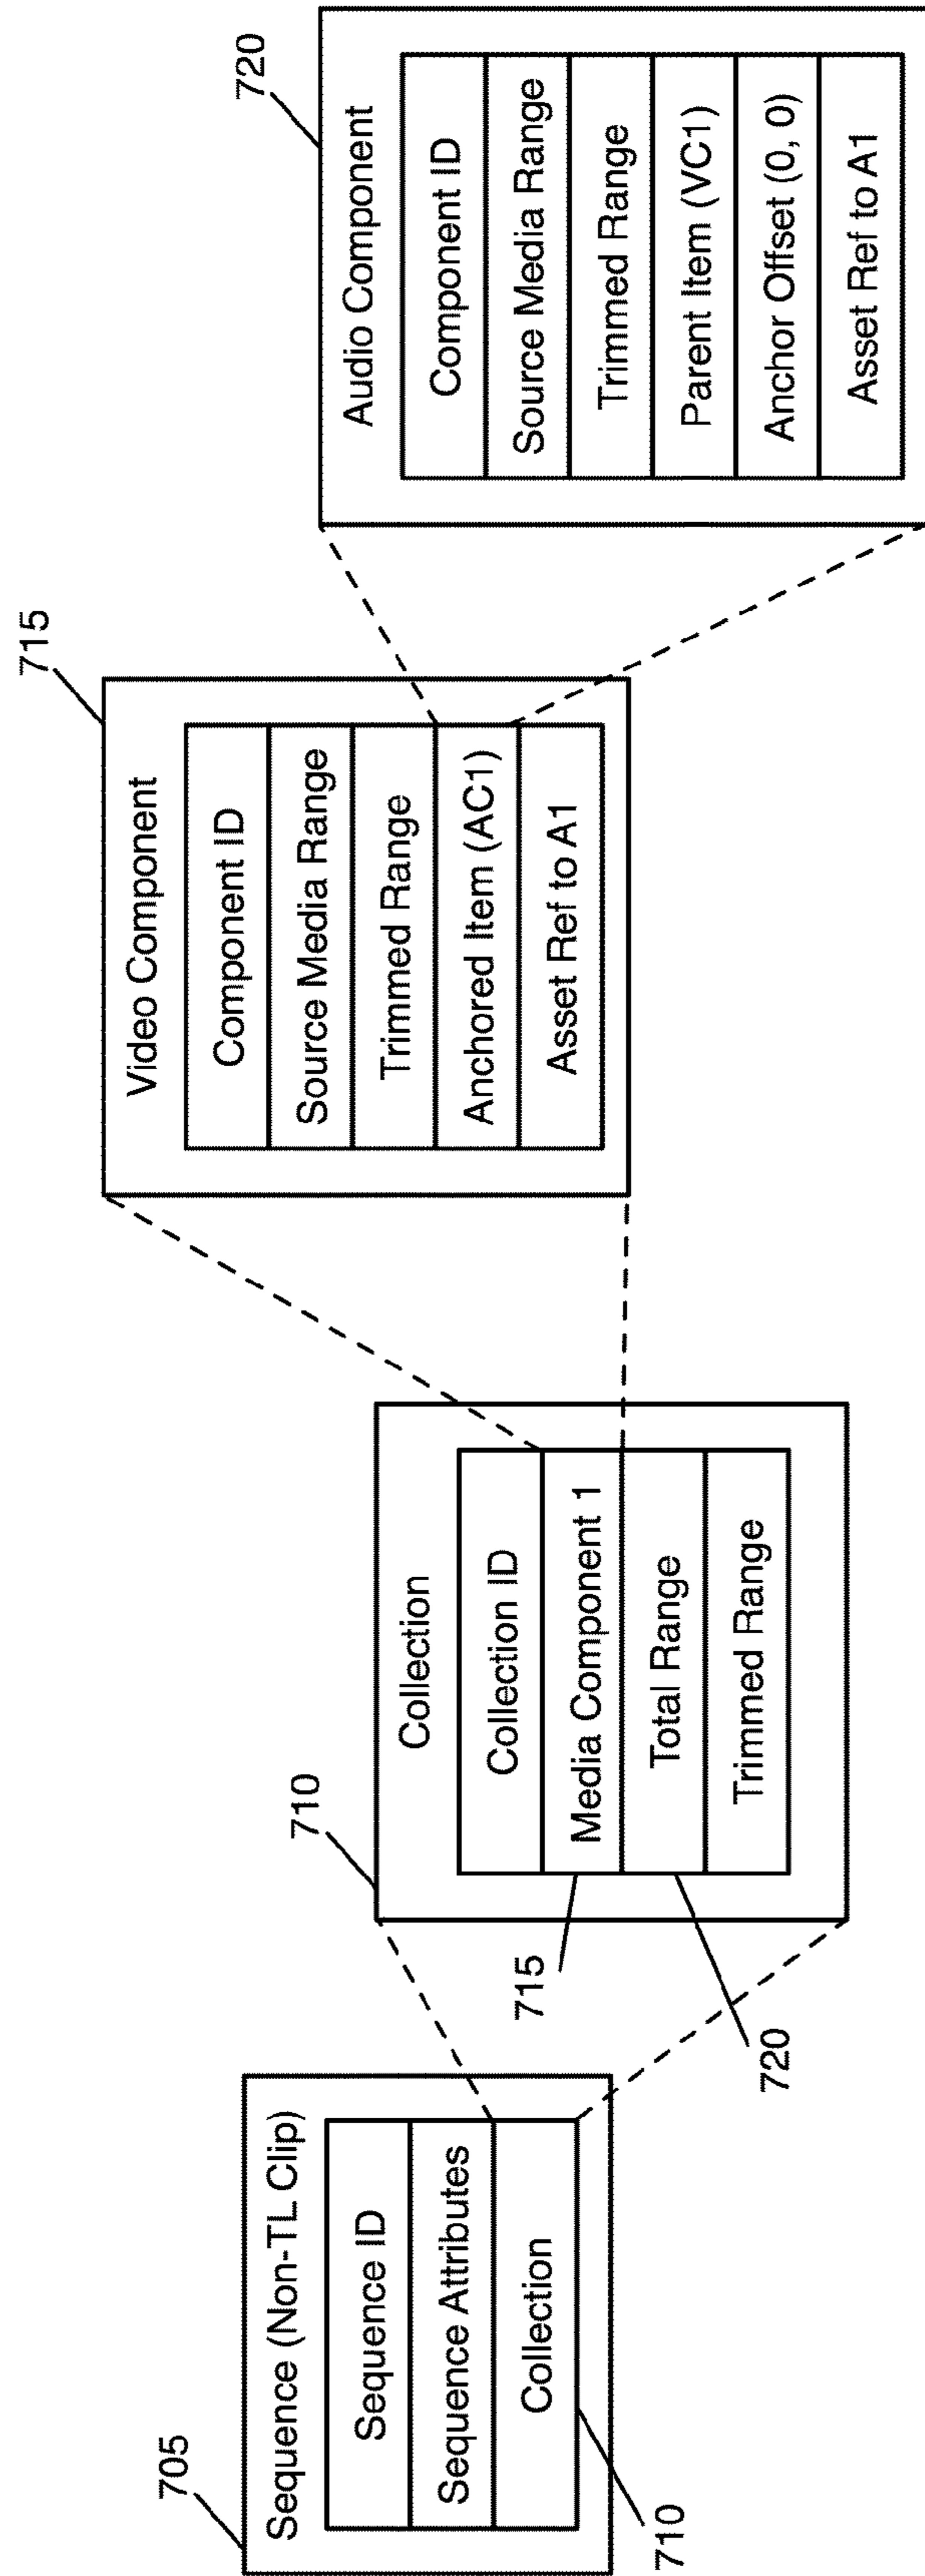 705
Sequence (Non-TL Clip)
Sequence ID
Sequence Attributes
Collection
710
710
Collection
Collection ID
Media Component 1
Total Range
Trimmed Range
715
720
715
Video Component
Component ID
Source Media Range
Trimmed Range
Anchored Item (AC1)
Asset Ref to A1
720
Audio Component
Component ID
Source Media Range
Trimmed Range
Parent Item (VC1)
Anchor Offset (0, 0)
Asset Ref to A1